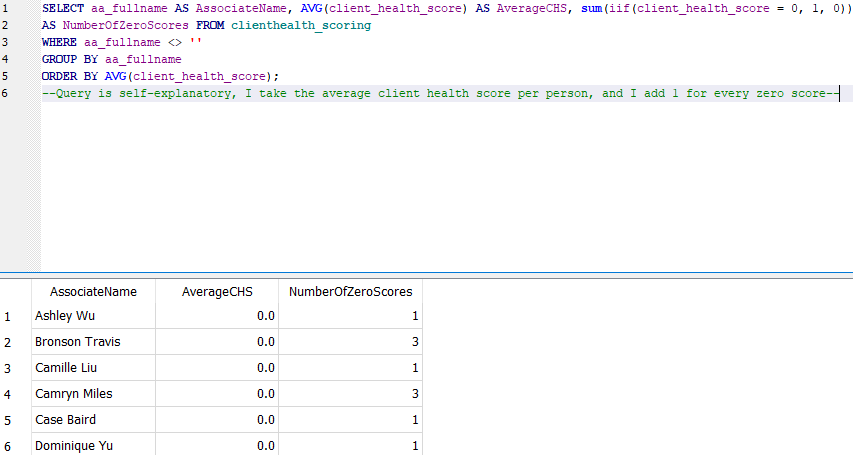 1 SELECT aa_fullname AS AssociateName, AVG(client_health_score) AS AverageCHS, sum(iif(client_health_score = 0, 1, 0))
2 AS NumberOfZeroScores FROM clienthealth_scoring
3 WHERE aa_fullname <> ''
4 GROUP BY aa_fullname
5 ORDER BY AVG(client_health_score);
6 --Query is self-explanatory, I take the average client health score per person, and I add 1 for every zero score--
AssociateName AverageCHS NumberOfZeroScores
1 Ashley Wu 0.0 1
2 Bronson Travis 0.0 3
3 Camille Liu 0.0 1
4 Camryn Miles 0.0 3
5 Case Baird 0.0 1
6 Dominique Yu 0.0 1